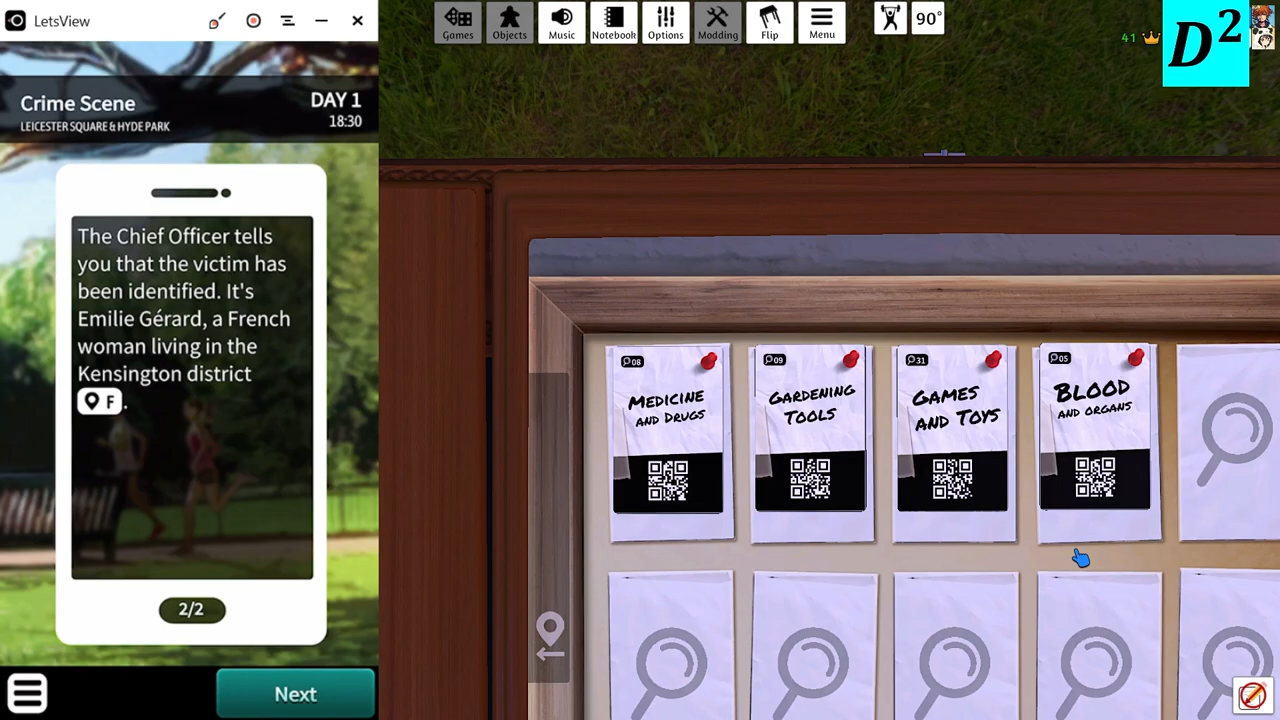 LetsView
Crime Scene
LEICESTER SQUARE & HYDE PARK
DAY 1
18:30
The Chief Officer tells
you that the victim has
been identified. It's
Emilie Gérard, a French
woman living in the
Kensington district
F.
2/2
Next
Games
Objects
Music
Notebook
Options
Modding
Flip
Menu
90°
41
D²
08
MEDICINE
AND DRUGS
09
GARDENING
TOOLS
31
GAMES
AND TOYS
05
BLOOD
AND ORGANS